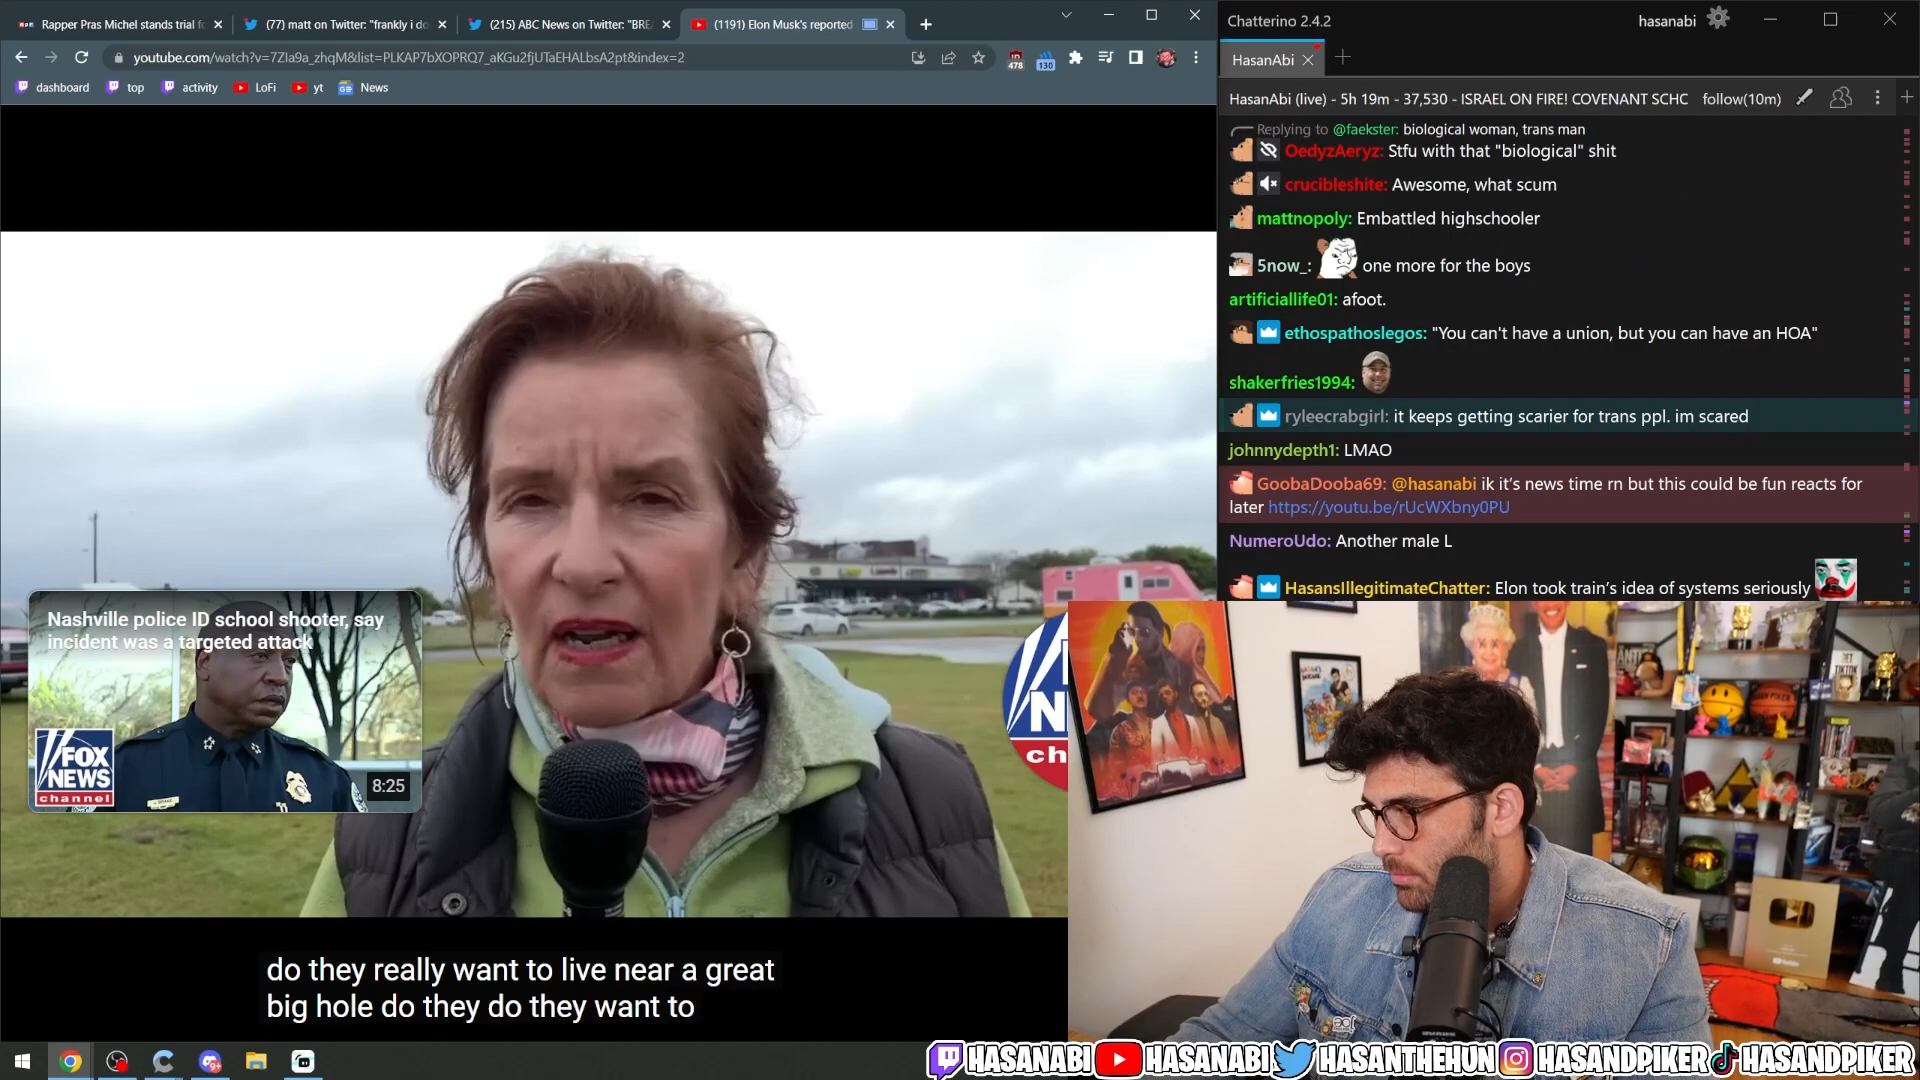 Rapper Pras Michel stands trial fo
(77) matt on Twitter: "frankly i do
(215) ABC News on Twitter: "BREA
(1191) Elon Musk's reported
youtube.com/watch?v=7ZIa9a_zhqM&list=PLKAP7bXOPRQ7_aKGu2fjUTaEHALbsA2pt&index=2
478
130
dashboard
top
activity
LoFi
yt
News
Nashville police ID school shooter, say
incident was a targeted attack
FOX
NEWS
channel
8:25
N
ch
do they really want to live near a great
big hole do they do they want to
Chatterino 2.4.2
hasanabi
HasanAbi
HasanAbi (live) - 5h 19m - 37,530 - ISRAEL ON FIRE! COVENANT SCHC
follow(10m)
Replying to @faekster: biological woman, trans man
OedyzAeryz: Stfu with that "biological" shit
crucibleshite: Awesome, what scum
mattnopoly: Embattled highschooler
5now_: one more for the boys
artificiallife01: afoot.
ethospathoslegos: "You can't have a union, but you can have an HOA"
shakerfries1994:
ryleecrabgirl: it keeps getting scarier for trans ppl. im scared
johnnydepth1: LMAO
GoobaDooba69: @hasanabi ik it's news time rn but this could be fun reacts for
later https://youtu.be/rUcWXbny0PU
NumeroUdo: Another male L
HasansIllegitimateChatter: Elon took train's idea of systems seriously
HASANABI HASANABI HASANTHEHUN HASANDPIKER HASANDPIKER